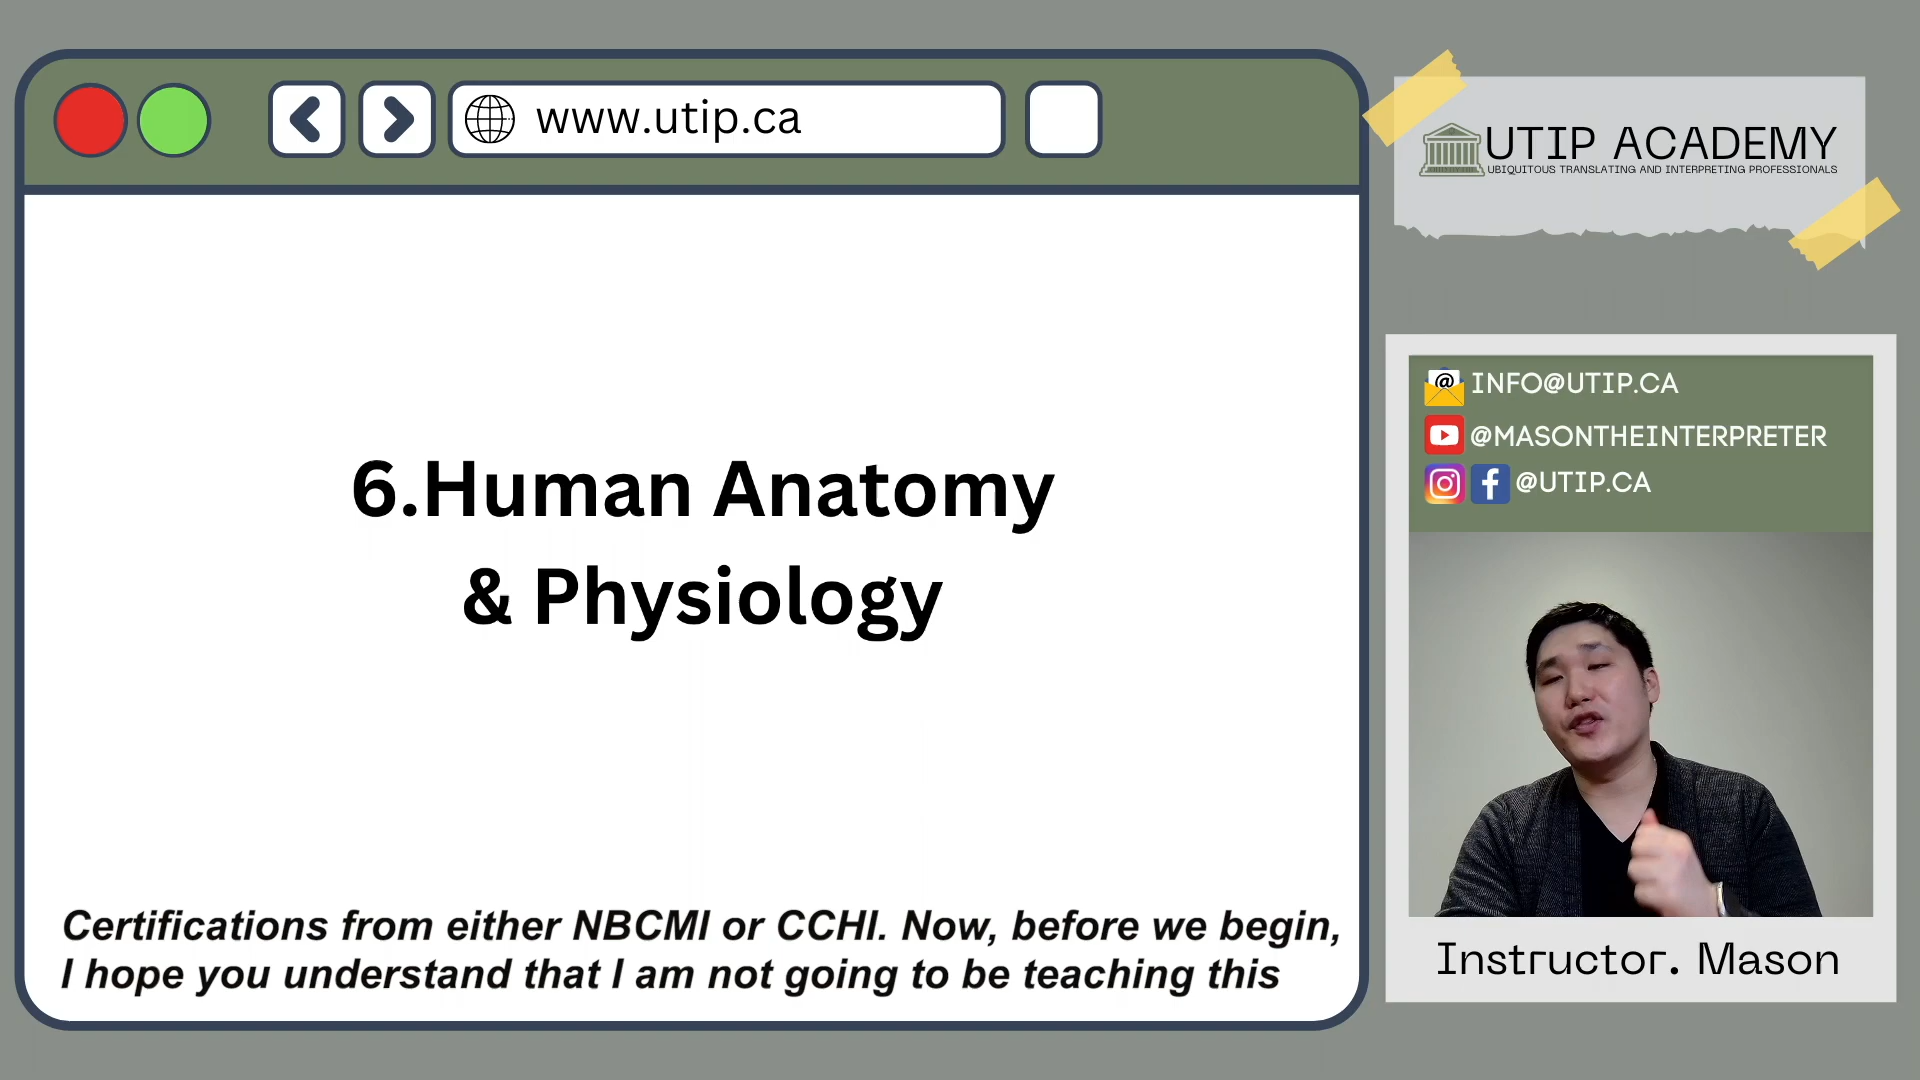 www.utip.ca
6.Human Anatomy
& Physiology
Certifications from either NBCMI or CCHI. Now, before we begin,
I hope you understand that I am not going to be teaching this
UTIP ACADEMY
UBIQUITOUS TRANSLATING AND INTERPRETING PROFESSIONALS
@ INFO@UTIP.CA
@MASONTHEINTERPRETER
f @UTIP.CA
Instructor. Mason